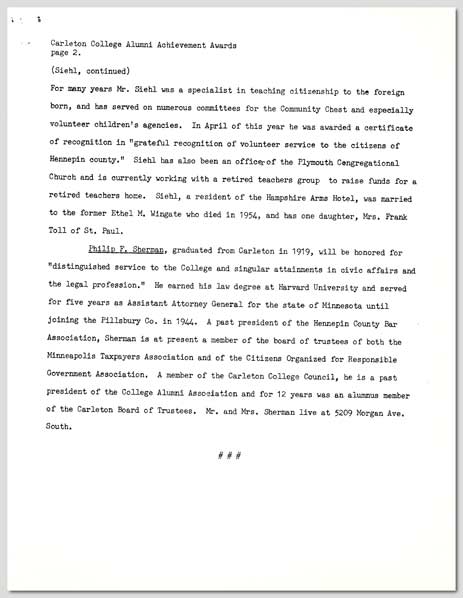 Carleton College Alumni Achievement Awards
page 2.
(Siehl, continued)
For many years Mr. Siehl was a specialist in teaching citizenship to the foreign
born, and has served on numerous committees for the Community Chest and especially
volunteer children's agencies. In April of this year he was awarded a certificate
of recognition in "grateful recognition of volunteer service to the citizens of
Hennepin county." Siehl has also been an officer of the Plymouth Congregational
Church and is currently working with a retired teachers group to raise funds for a
retired teachers home. Siehl, a resident of the Hampshire Arms Hotel, was married
to the former Ethel M. Wingate who died in 1954, and has one daughter, Mrs. Frank
Toll of St. Paul.
Philip F. Sherman, graduated from Carleton in 1919, will be honored for
"distinguished service to the College and singular attainments in civic affairs and
the legal profession." He earned his law degree at Harvard University and served
for five years as Assistant Attorney General for the state of Minnesota until
joining the Pillsbury Co. in 1944. A past president of the Hennepin County Bar
Association, Sherman is at present a member of the board of trustees of both the
Minneapolis Taxpayers Association and of the Citizens Organized for Responsible
Government Association. A member of the Carleton College Council, he is a past
president of the College Alumni Association and for 12 years was an alumnus member
of the Carleton Board of Trustees. Mr. and Mrs. Sherman live at 5209 Morgan Ave.
South.
# # #